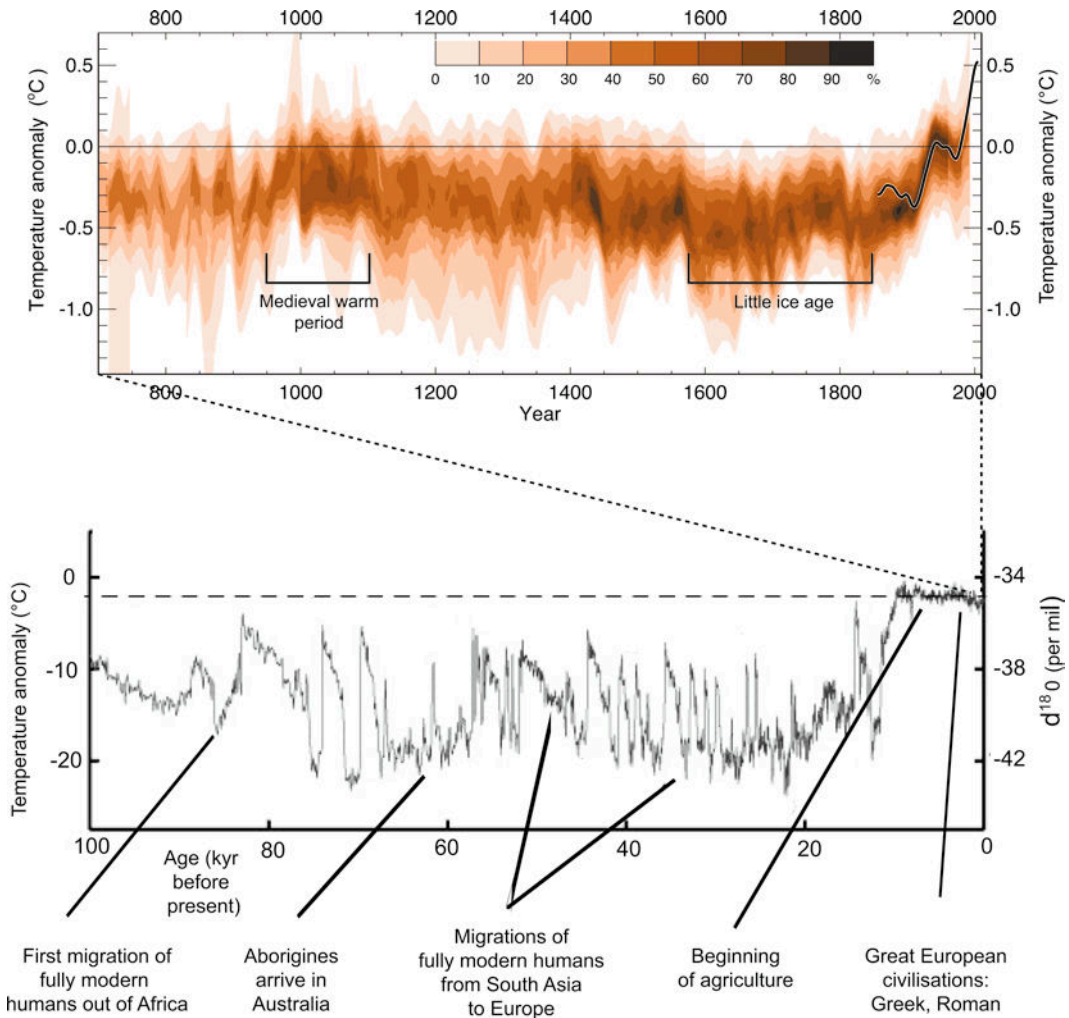 800 1000 1200 1400 1600 1800 2000
0.5 0.5
0 10 20 30 40 50 60 70 80 90 %
0.0 0.0
-0.5 -0.5
-1.0 -1.0
Temperature anomaly (°C)
Temperature anomaly (°C)
Medieval warm
period
Little ice age
800 1000 1200 1400 1600 1800 2000
Year
0 -34
-10 -38
-20 -42
Temperature anomaly (°C)
d18O (per mil)
100 80 60 40 20 0
Age (kyr
before
present)
First migration of
fully modern
humans out of Africa
Aborigines
arrive in
Australia
Migrations of
fully modern humans
from South Asia
to Europe
Beginning
of agriculture
Great European
civilisations:
Greek, Roman